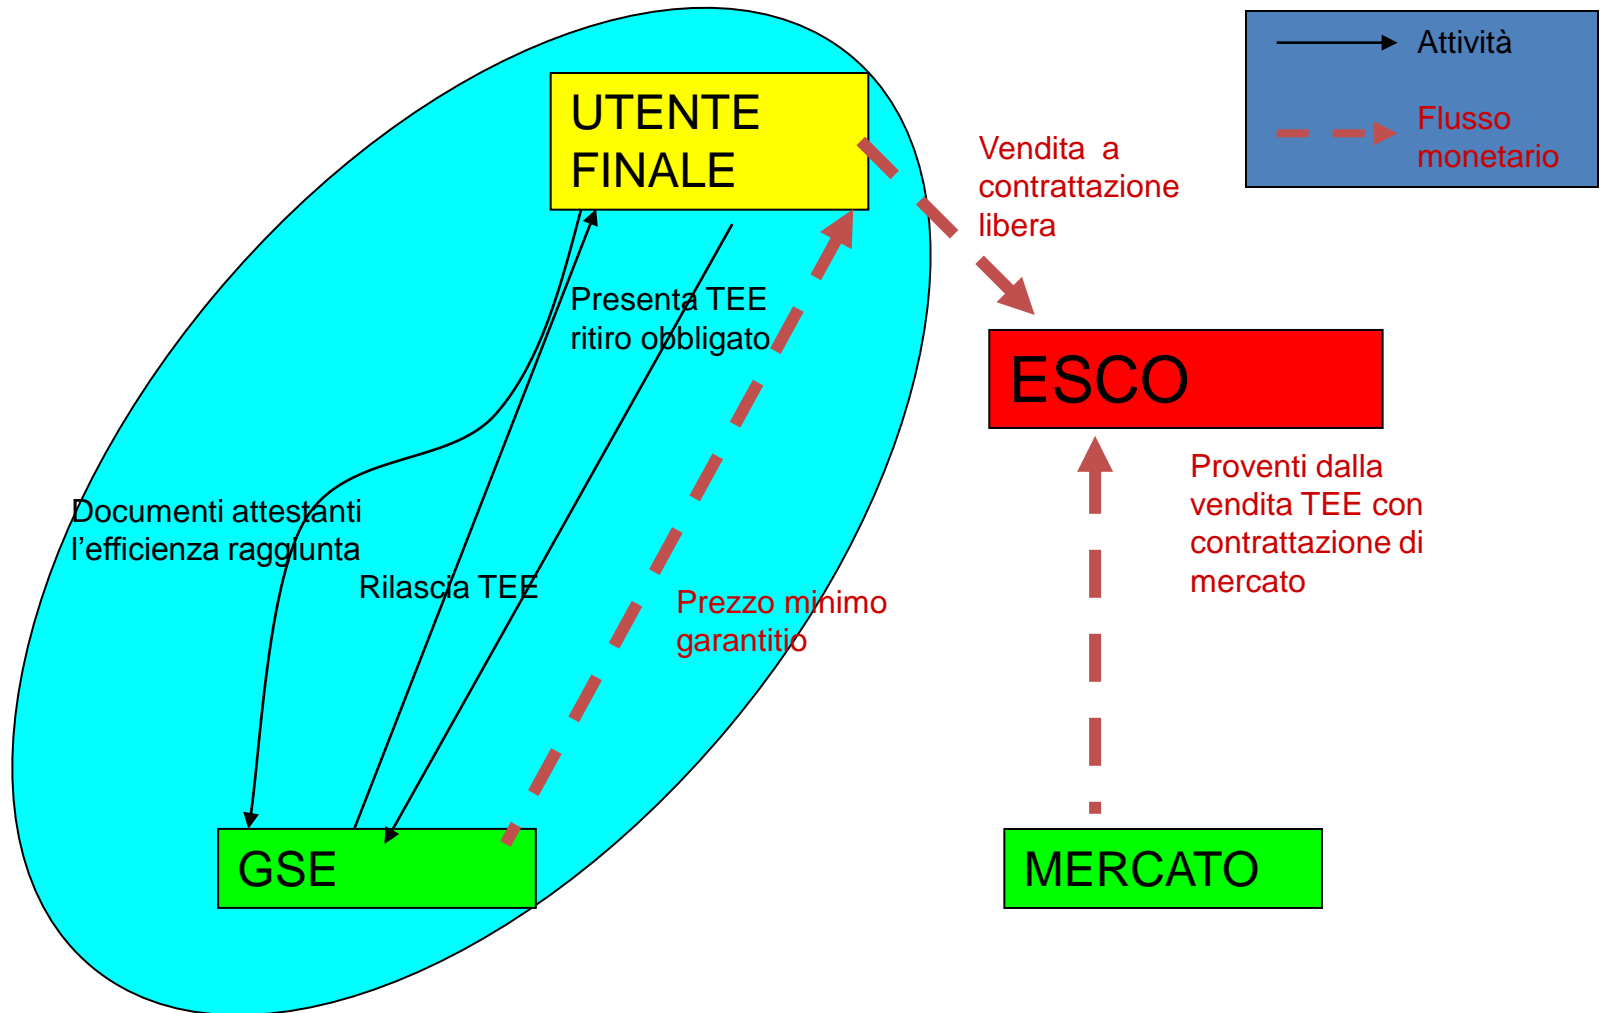 Attività
Flusso
monetario
UTENTE
FINALE
Vendita a
contrattazione
libera
Presenta TEE
ritiro obbligato
ESCO
Documenti attestanti
l'efficienza raggiunta
Rilascia TEE
Prezzo minimo
garantitio
Proventi dalla
vendita TEE con
contrattazione di
mercato
GSE
MERCATO